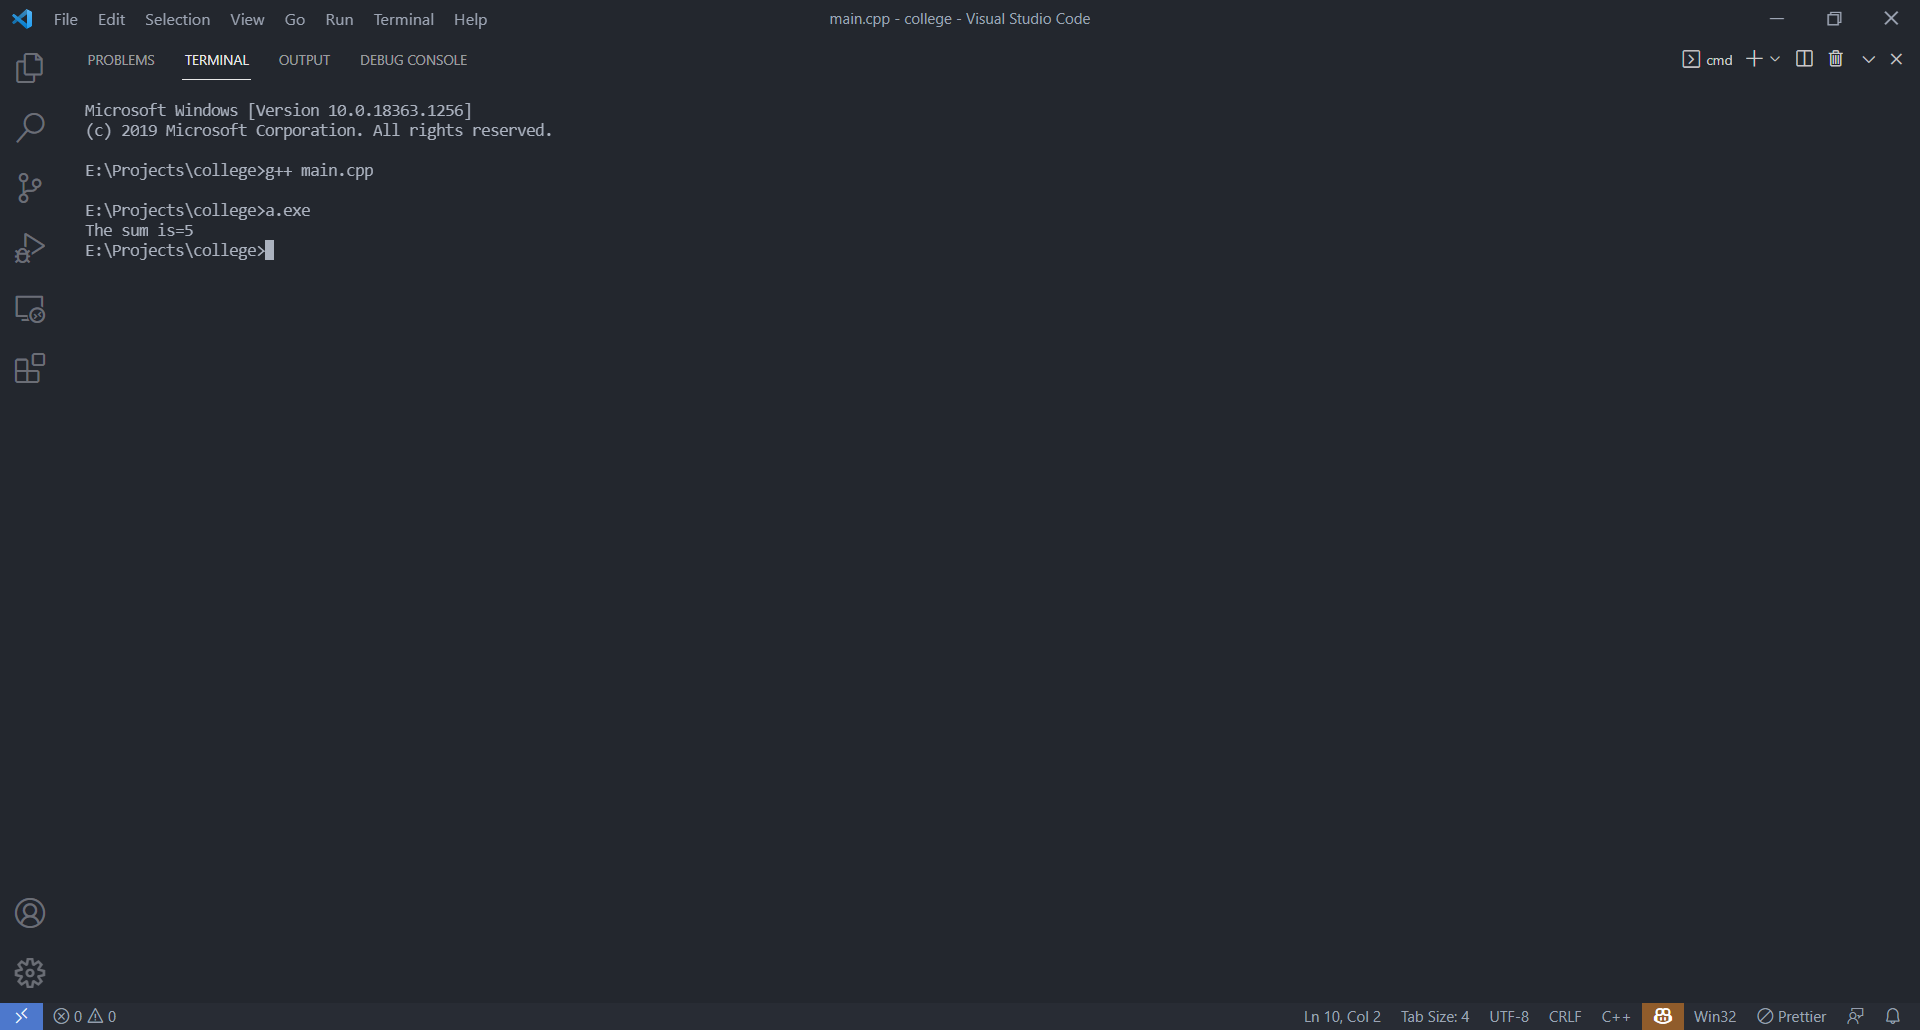 File Edit Selection View Go Run Terminal Help
main.cpp - college - Visual Studio Code
PROBLEMS TERMINAL OUTPUT DEBUG CONSOLE
cmd
Microsoft Windows [Version 10.0.18363.1256]
(c) 2019 Microsoft Corporation. All rights reserved.
E:\Projects\college>g++ main.cpp
E:\Projects\college>a.exe
The sum is=5
E:\Projects\college>
0 0
Ln 10, Col 2 Tab Size: 4 UTF-8 CRLF C++ Win32 Prettier